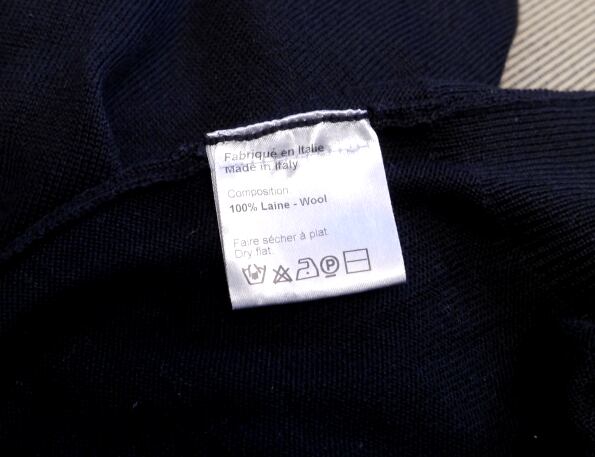 Fabriqué en Italie
Made in Italy
Composition:
100% Laine - Wool
Faire sécher à plat.
Dry flat.
P